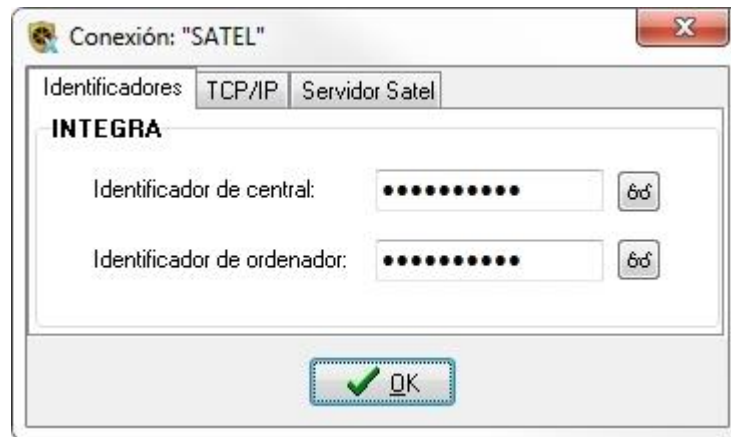 Conexión: "SATEL"
Identificadores TCP/IP Servidor Satel
INTEGRA
Identificador de central: ●●●●●●●●●●
Identificador de ordenador: ●●●●●●●●●●
OK